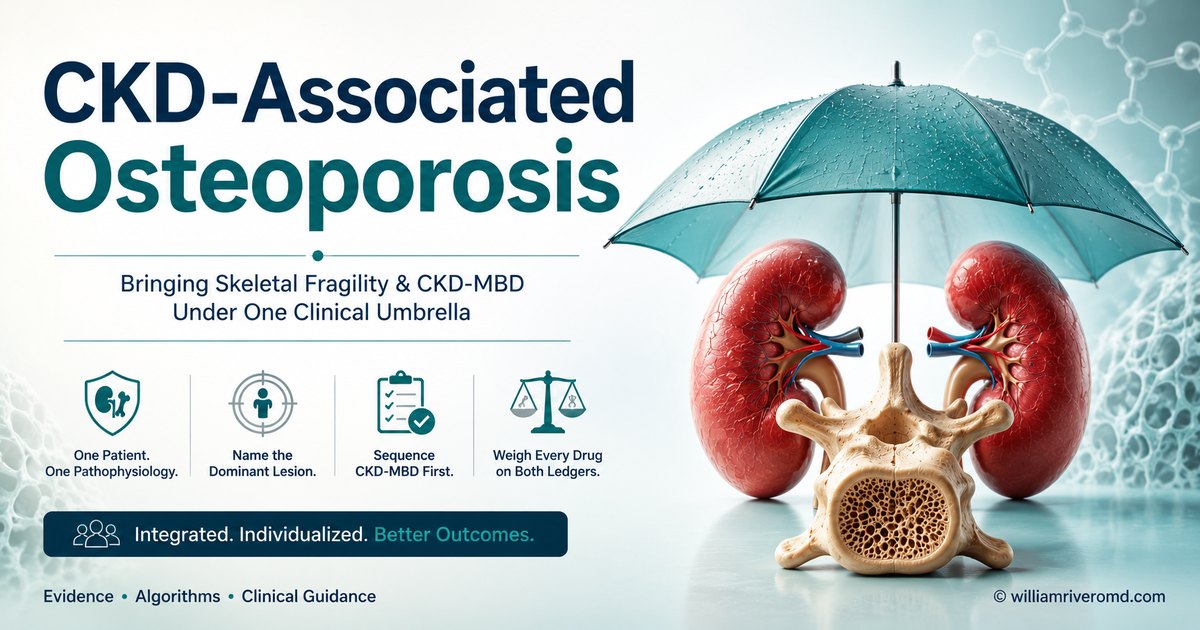 CKD-Associated
Osteoporosis
Bringing Skeletal Fragility & CKD-MBD
Under One Clinical Umbrella
One Patient.
One Pathophysiology.
Name the
Dominant Lesion.
Sequence
CKD-MBD First.
Weigh Every Drug
on Both Ledgers.
Integrated. Individualized. Better Outcomes.
Evidence • Algorithms • Clinical Guidance
© williamriveromd.com